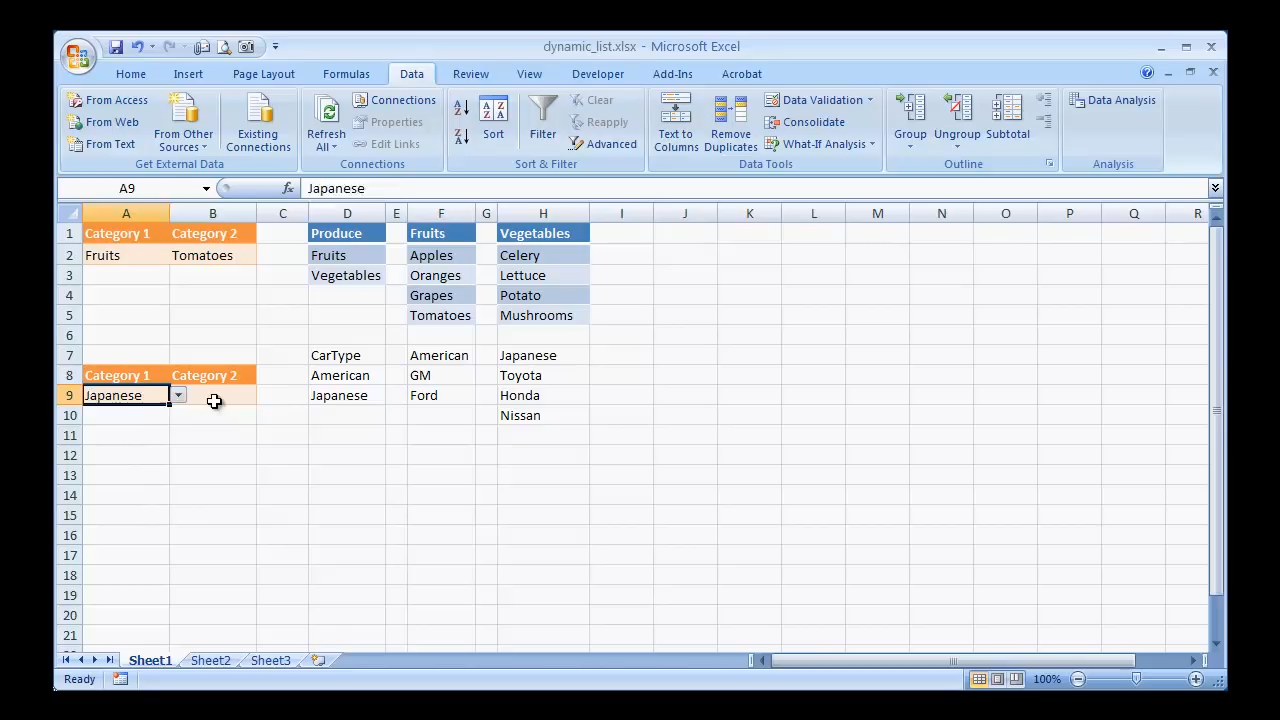 dynamic_list.xlsx - Microsoft Excel
Home Insert Page Layout Formulas Data Review View Developer Add-Ins Acrobat
From Access
From Web
From Text
From Other Sources
Existing Connections
Get External Data
Refresh All
Connections
Properties
Edit Links
Connections
Sort
Filter
Clear
Reapply
Advanced
Sort & Filter
Text to Columns
Remove Duplicates
Data Validation
Consolidate
What-If Analysis
Data Tools
Group
Ungroup
Subtotal
Outline
Data Analysis
Analysis
A9 fx Japanese
A B C D E F G H I J K L M N O P Q R
1 Category 1 Category 2 Produce Fruits Vegetables
2 Fruits Tomatoes Fruits Apples Celery
3 Vegetables Oranges Lettuce
4 Grapes Potato
5 Tomatoes Mushrooms
6
7 CarType American Japanese
8 Category 1 Category 2 American GM Toyota
9 Japanese Japanese Ford Honda
10 Nissan
11
12
13
14
15
16
17
18
19
20
21
Sheet1 Sheet2 Sheet3
Ready 100%